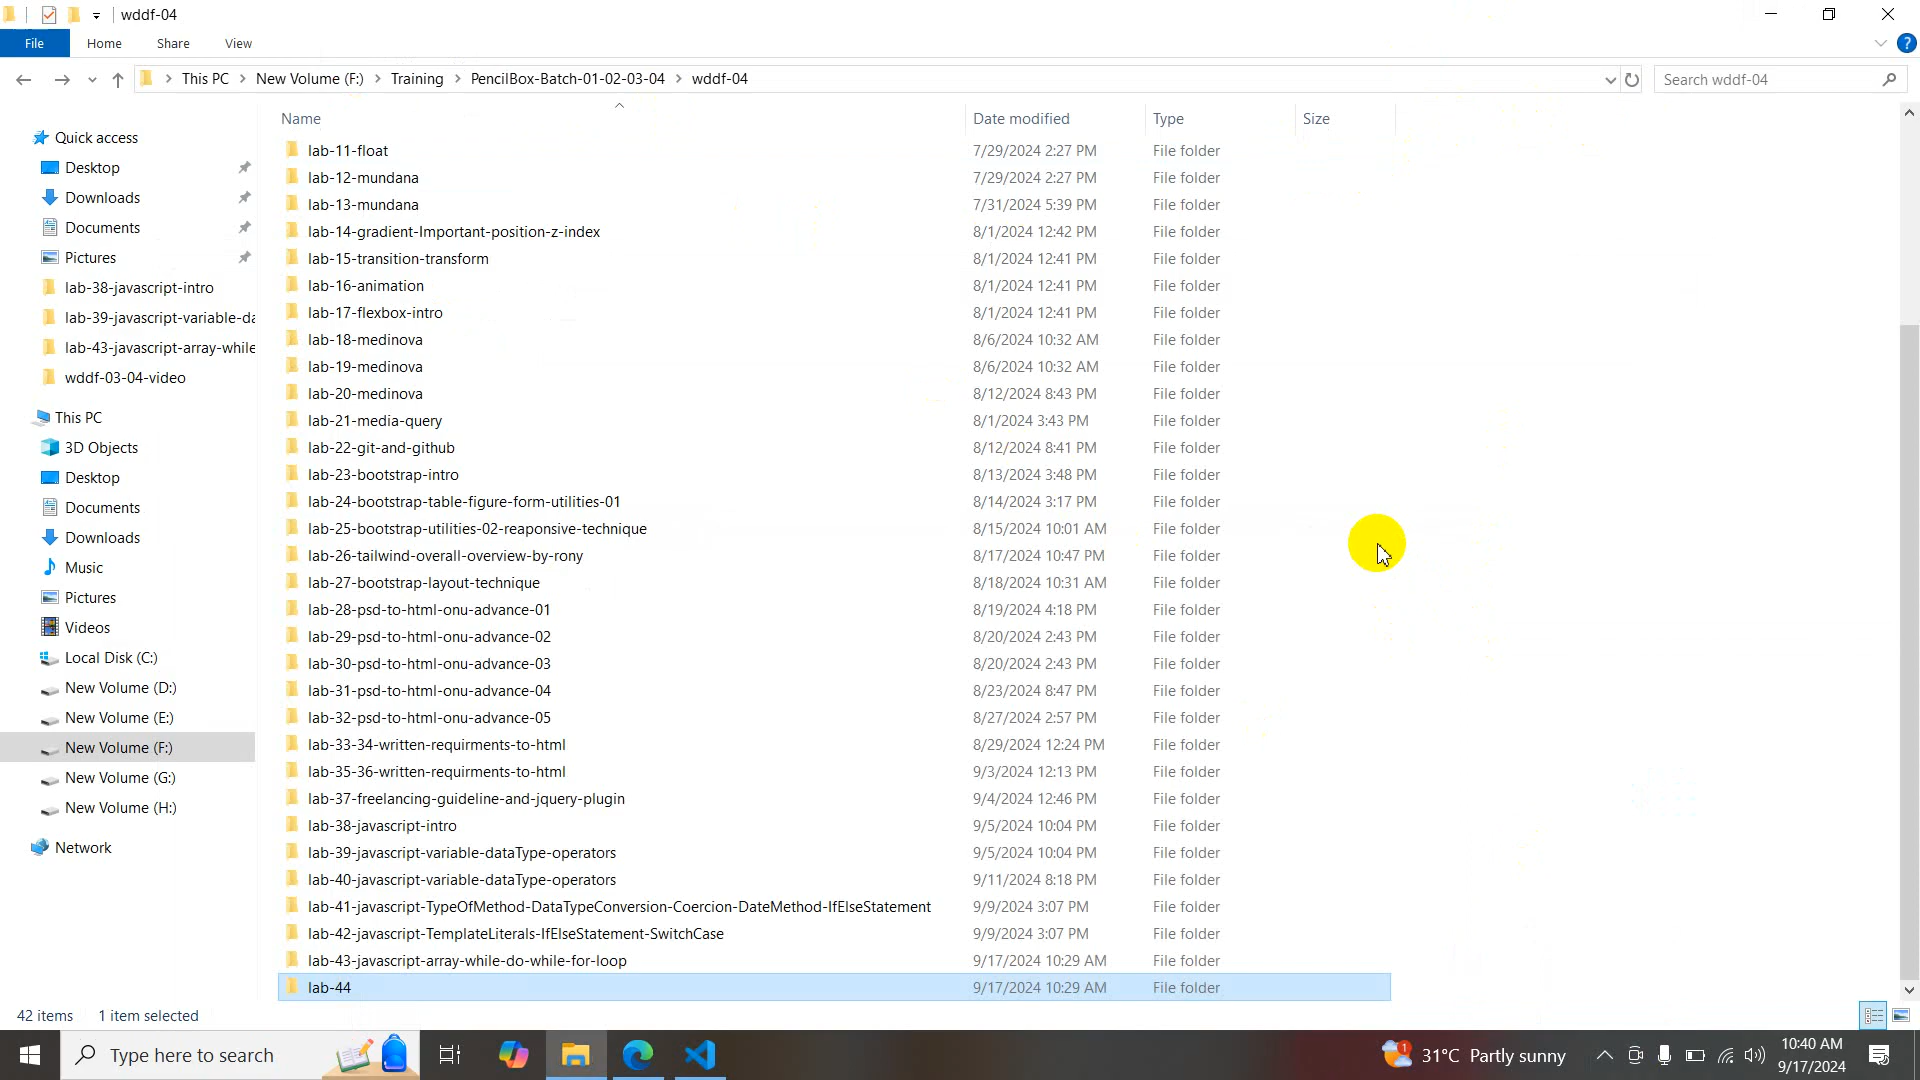 wddf-04
File Home Share View
This PC New Volume (F:) Training PencilBox-Batch-01-02-03-04 wddf-04
Search wddf-04
Name Date modified Type Size
Quick access
Desktop
Downloads
Documents
Pictures
lab-38-javascript-intro
lab-39-javascript-variable-da
lab-43-javascript-array-while
wddf-03-04-video
This PC
3D Objects
Desktop
Documents
Downloads
Music
Pictures
Videos
Local Disk (C:)
New Volume (D:)
New Volume (E:)
New Volume (F:)
New Volume (G:)
New Volume (H:)
Network
lab-11-float 7/29/2024 2:27 PM File folder
lab-12-mundana 7/29/2024 2:27 PM File folder
lab-13-mundana 7/31/2024 5:39 PM File folder
lab-14-gradient-Important-position-z-index 8/1/2024 12:42 PM File folder
lab-15-transition-transform 8/1/2024 12:41 PM File folder
lab-16-animation 8/1/2024 12:41 PM File folder
lab-17-flexbox-intro 8/1/2024 12:41 PM File folder
lab-18-medinova 8/6/2024 10:32 AM File folder
lab-19-medinova 8/6/2024 10:32 AM File folder
lab-20-medinova 8/12/2024 8:43 PM File folder
lab-21-media-query 8/1/2024 3:43 PM File folder
lab-22-git-and-github 8/12/2024 8:41 PM File folder
lab-23-bootstrap-intro 8/13/2024 3:48 PM File folder
lab-24-bootstrap-table-figure-form-utilities-01 8/14/2024 3:17 PM File folder
lab-25-bootstrap-utilities-02-reaponsive-technique 8/15/2024 10:01 AM File folder
lab-26-tailwind-overall-overview-by-rony 8/17/2024 10:47 PM File folder
lab-27-bootstrap-layout-technique 8/18/2024 10:31 AM File folder
lab-28-psd-to-html-onu-advance-01 8/19/2024 4:18 PM File folder
lab-29-psd-to-html-onu-advance-02 8/20/2024 2:43 PM File folder
lab-30-psd-to-html-onu-advance-03 8/20/2024 2:43 PM File folder
lab-31-psd-to-html-onu-advance-04 8/23/2024 8:47 PM File folder
lab-32-psd-to-html-onu-advance-05 8/27/2024 2:57 PM File folder
lab-33-34-written-requirments-to-html 8/29/2024 12:24 PM File folder
lab-35-36-written-requirments-to-html 9/3/2024 12:13 PM File folder
lab-37-freelancing-guideline-and-jquery-plugin 9/4/2024 12:46 PM File folder
lab-38-javascript-intro 9/5/2024 10:04 PM File folder
lab-39-javascript-variable-dataType-operators 9/5/2024 10:04 PM File folder
lab-40-javascript-variable-dataType-operators 9/11/2024 8:18 PM File folder
lab-41-javascript-TypeOfMethod-DataTypeConversion-Coercion-DateMethod-IfElseStatement 9/9/2024 3:07 PM File folder
lab-42-javascript-TemplateLiterals-IfElseStatement-SwitchCase 9/9/2024 3:07 PM File folder
lab-43-javascript-array-while-do-while-for-loop 9/17/2024 10:29 AM File folder
lab-44 9/17/2024 10:29 AM File folder
42 items 1 item selected
Type here to search
1
31°C Partly sunny
10:40 AM
9/17/2024